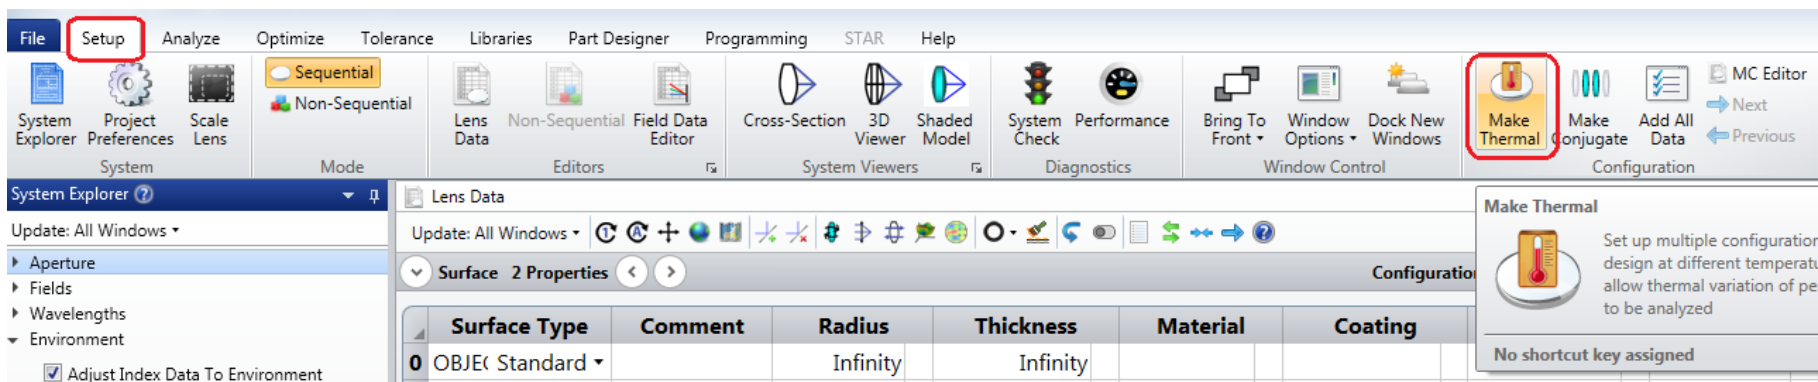 File Setup Analyze Optimize Tolerance Libraries Part Designer Programming STAR Help
System Explorer
Project Preferences
Scale Lens
System
Sequential
Non-Sequential
Mode
Lens Data
Non-Sequential
Field Data Editor
Editors
Cross-Section
3D Viewer
Shaded Model
System Viewers
System Check
Performance
Diagnostics
Bring To Front
Window Options
Dock New Windows
Window Control
Make Thermal
Make Conjugate
Add All Data
MC Editor
Next
Previous
Configuration
System Explorer
Update: All Windows
Aperture
Fields
Wavelengths
Environment
Adjust Index Data To Environment
Lens Data
Update: All Windows
Surface 2 Properties
Configuratio
Surface Type Comment Radius Thickness Material Coating
0 OBJE Standard Infinity Infinity
Make Thermal
Set up multiple configuration
design at different temperatu
allow thermal variation of pe
to be analyzed
No shortcut key assigned